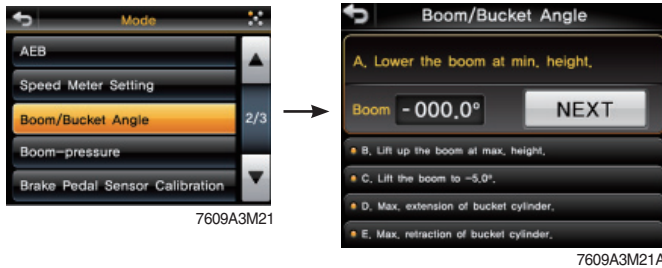 Mode
AEB
Speed Meter Setting
Boom/Bucket Angle
2/3
Boom-pressure
Brake Pedal Sensor Calibration
7609A3M21
Boom/Bucket Angle
A. Lower the boom at min. height.
Boom -000.0° NEXT
B. Lift up the boom at max. height.
C. Lift the boom to -5.0°.
D. Max. extension of bucket cylinder.
E. Max. retraction of bucket cylinder.
7609A3M21A